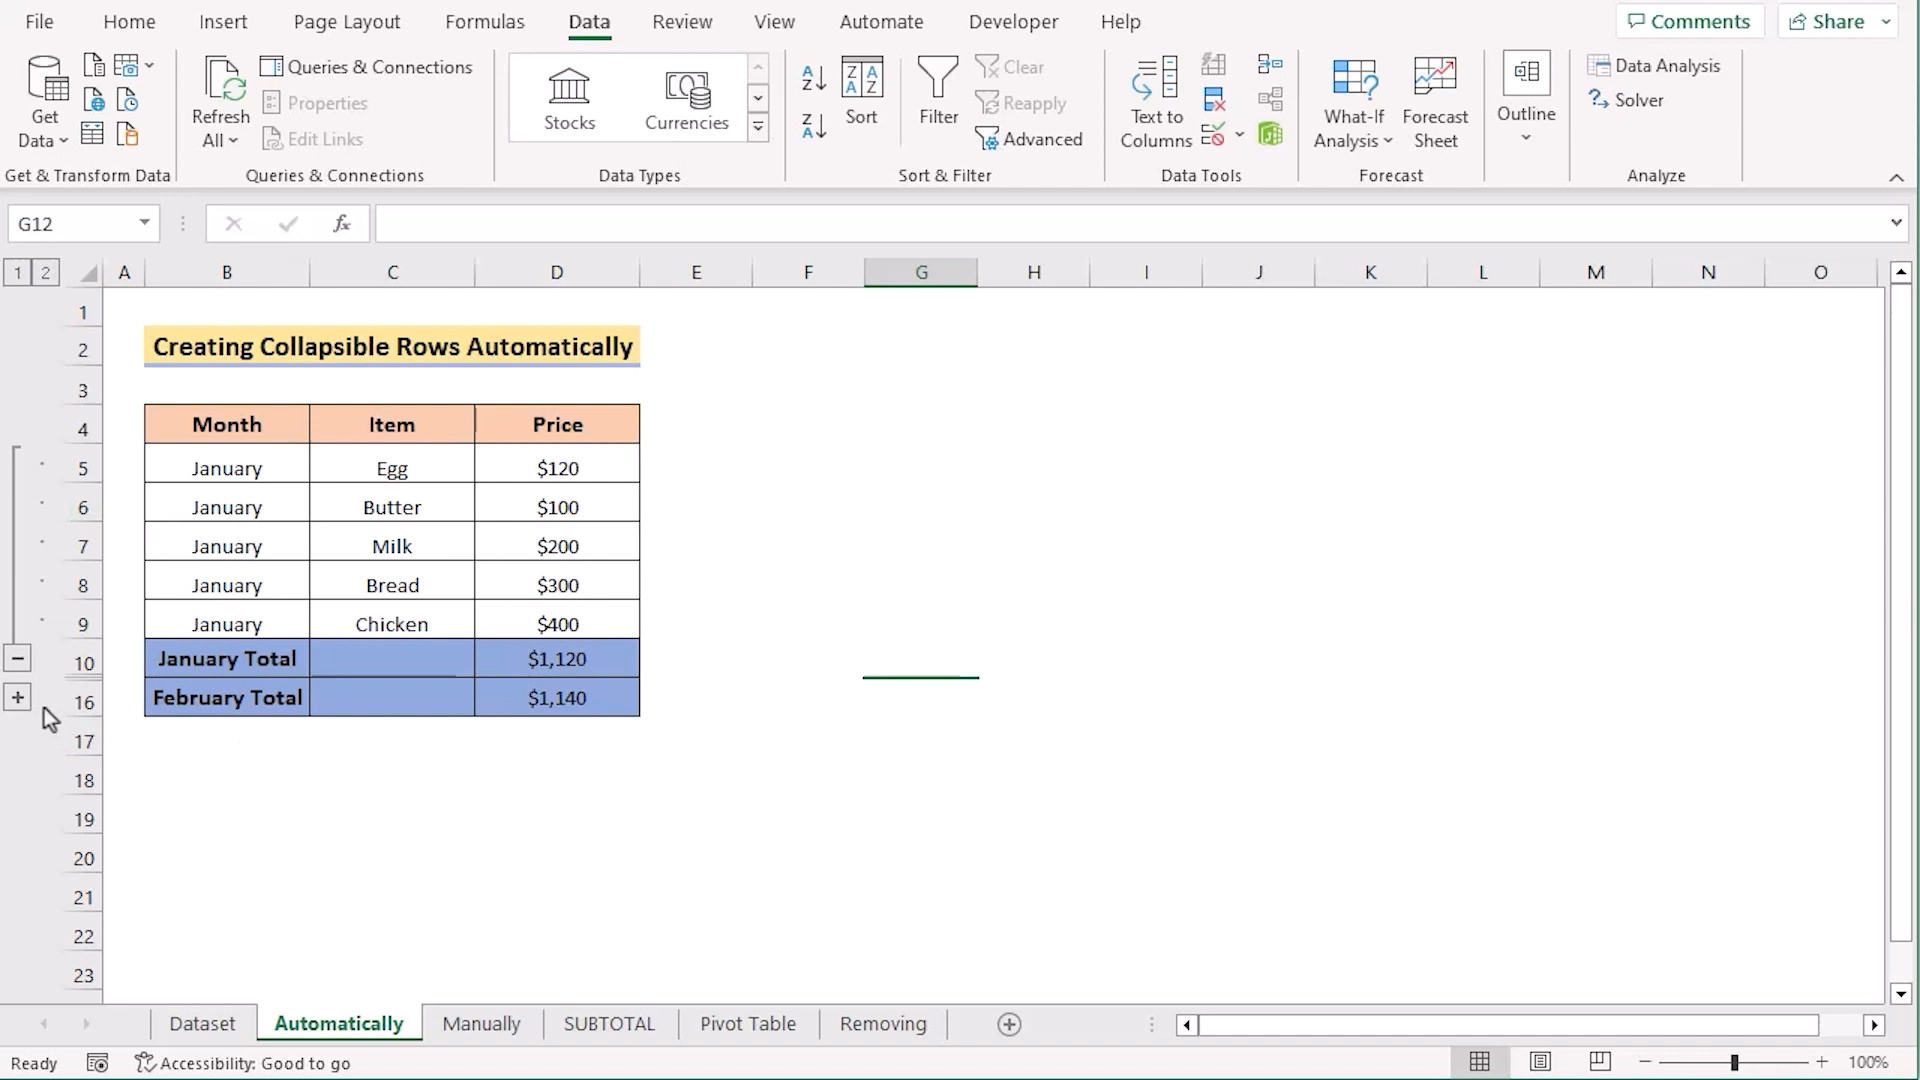 File Home Insert Page Layout Formulas Data Review View Automate Developer Help Comments Share
Get Data
Refresh All
Queries & Connections
Properties
Edit Links
Stocks
Currencies
Sort
Filter
Clear
Reapply
Advanced
Text to Columns
What-If Analysis
Forecast Sheet
Outline
Data Analysis
Solver
Get & Transform Data Queries & Connections Data Types Sort & Filter Data Tools Forecast Analyze
G12 fx
1 2 A B C D E F G H I J K L M N O
1
2 Creating Collapsible Rows Automatically
3
4 Month Item Price
5 January Egg $120
6 January Butter $100
7 January Milk $200
8 January Bread $300
9 January Chicken $400
10 January Total $1,120
16 February Total $1,140
17
18
19
20
21
22
23
Dataset Automatically Manually SUBTOTAL Pivot Table Removing
Ready Accessibility: Good to go 100%